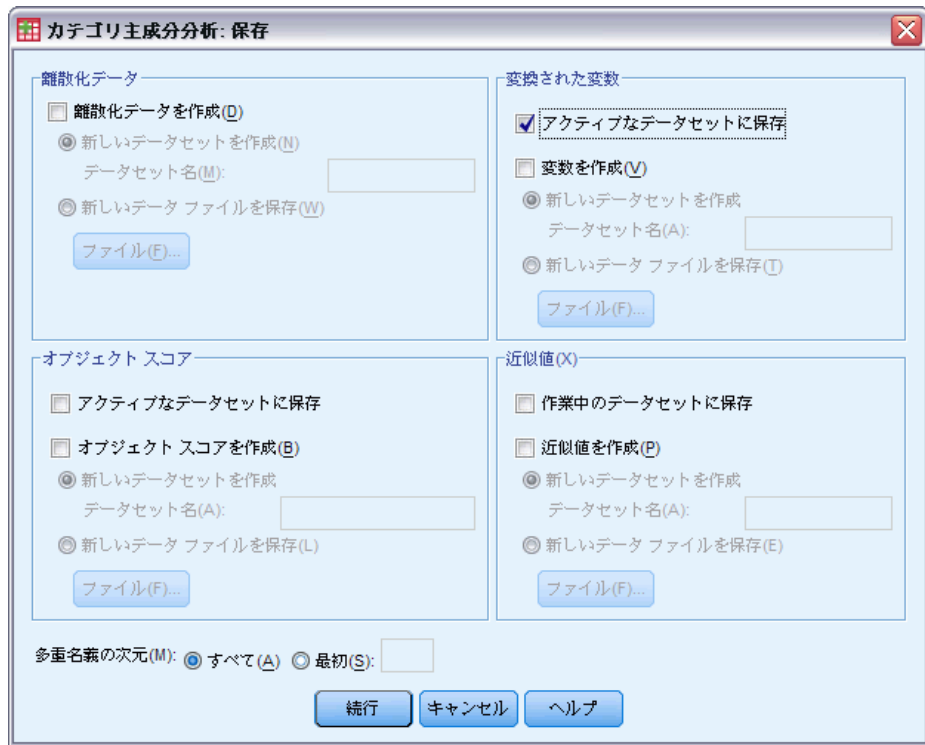 カテゴリ主成分分析: 保存
離散化データ
離散化データを作成(D)
新しいデータセットを作成(N)
データセット名(M):
新しいデータ ファイルを保存(W)
ファイル(F)...
変換された変数
アクティブなデータセットに保存
変数を作成(V)
新しいデータセットを作成
データセット名(A):
新しいデータ ファイルを保存(T)
ファイル(F)...
オブジェクト スコア
アクティブなデータセットに保存
オブジェクト スコアを作成(B)
新しいデータセットを作成
データセット名(A):
新しいデータ ファイルを保存(L)
ファイル(F)...
近似値(X)
作業中のデータセットに保存
近似値を作成(P)
新しいデータセットを作成
データセット名(A):
新しいデータ ファイルを保存(E)
ファイル(F)...
多重名義の次元(M): すべて(A) 最初(S):
続行 キャンセル ヘルプ